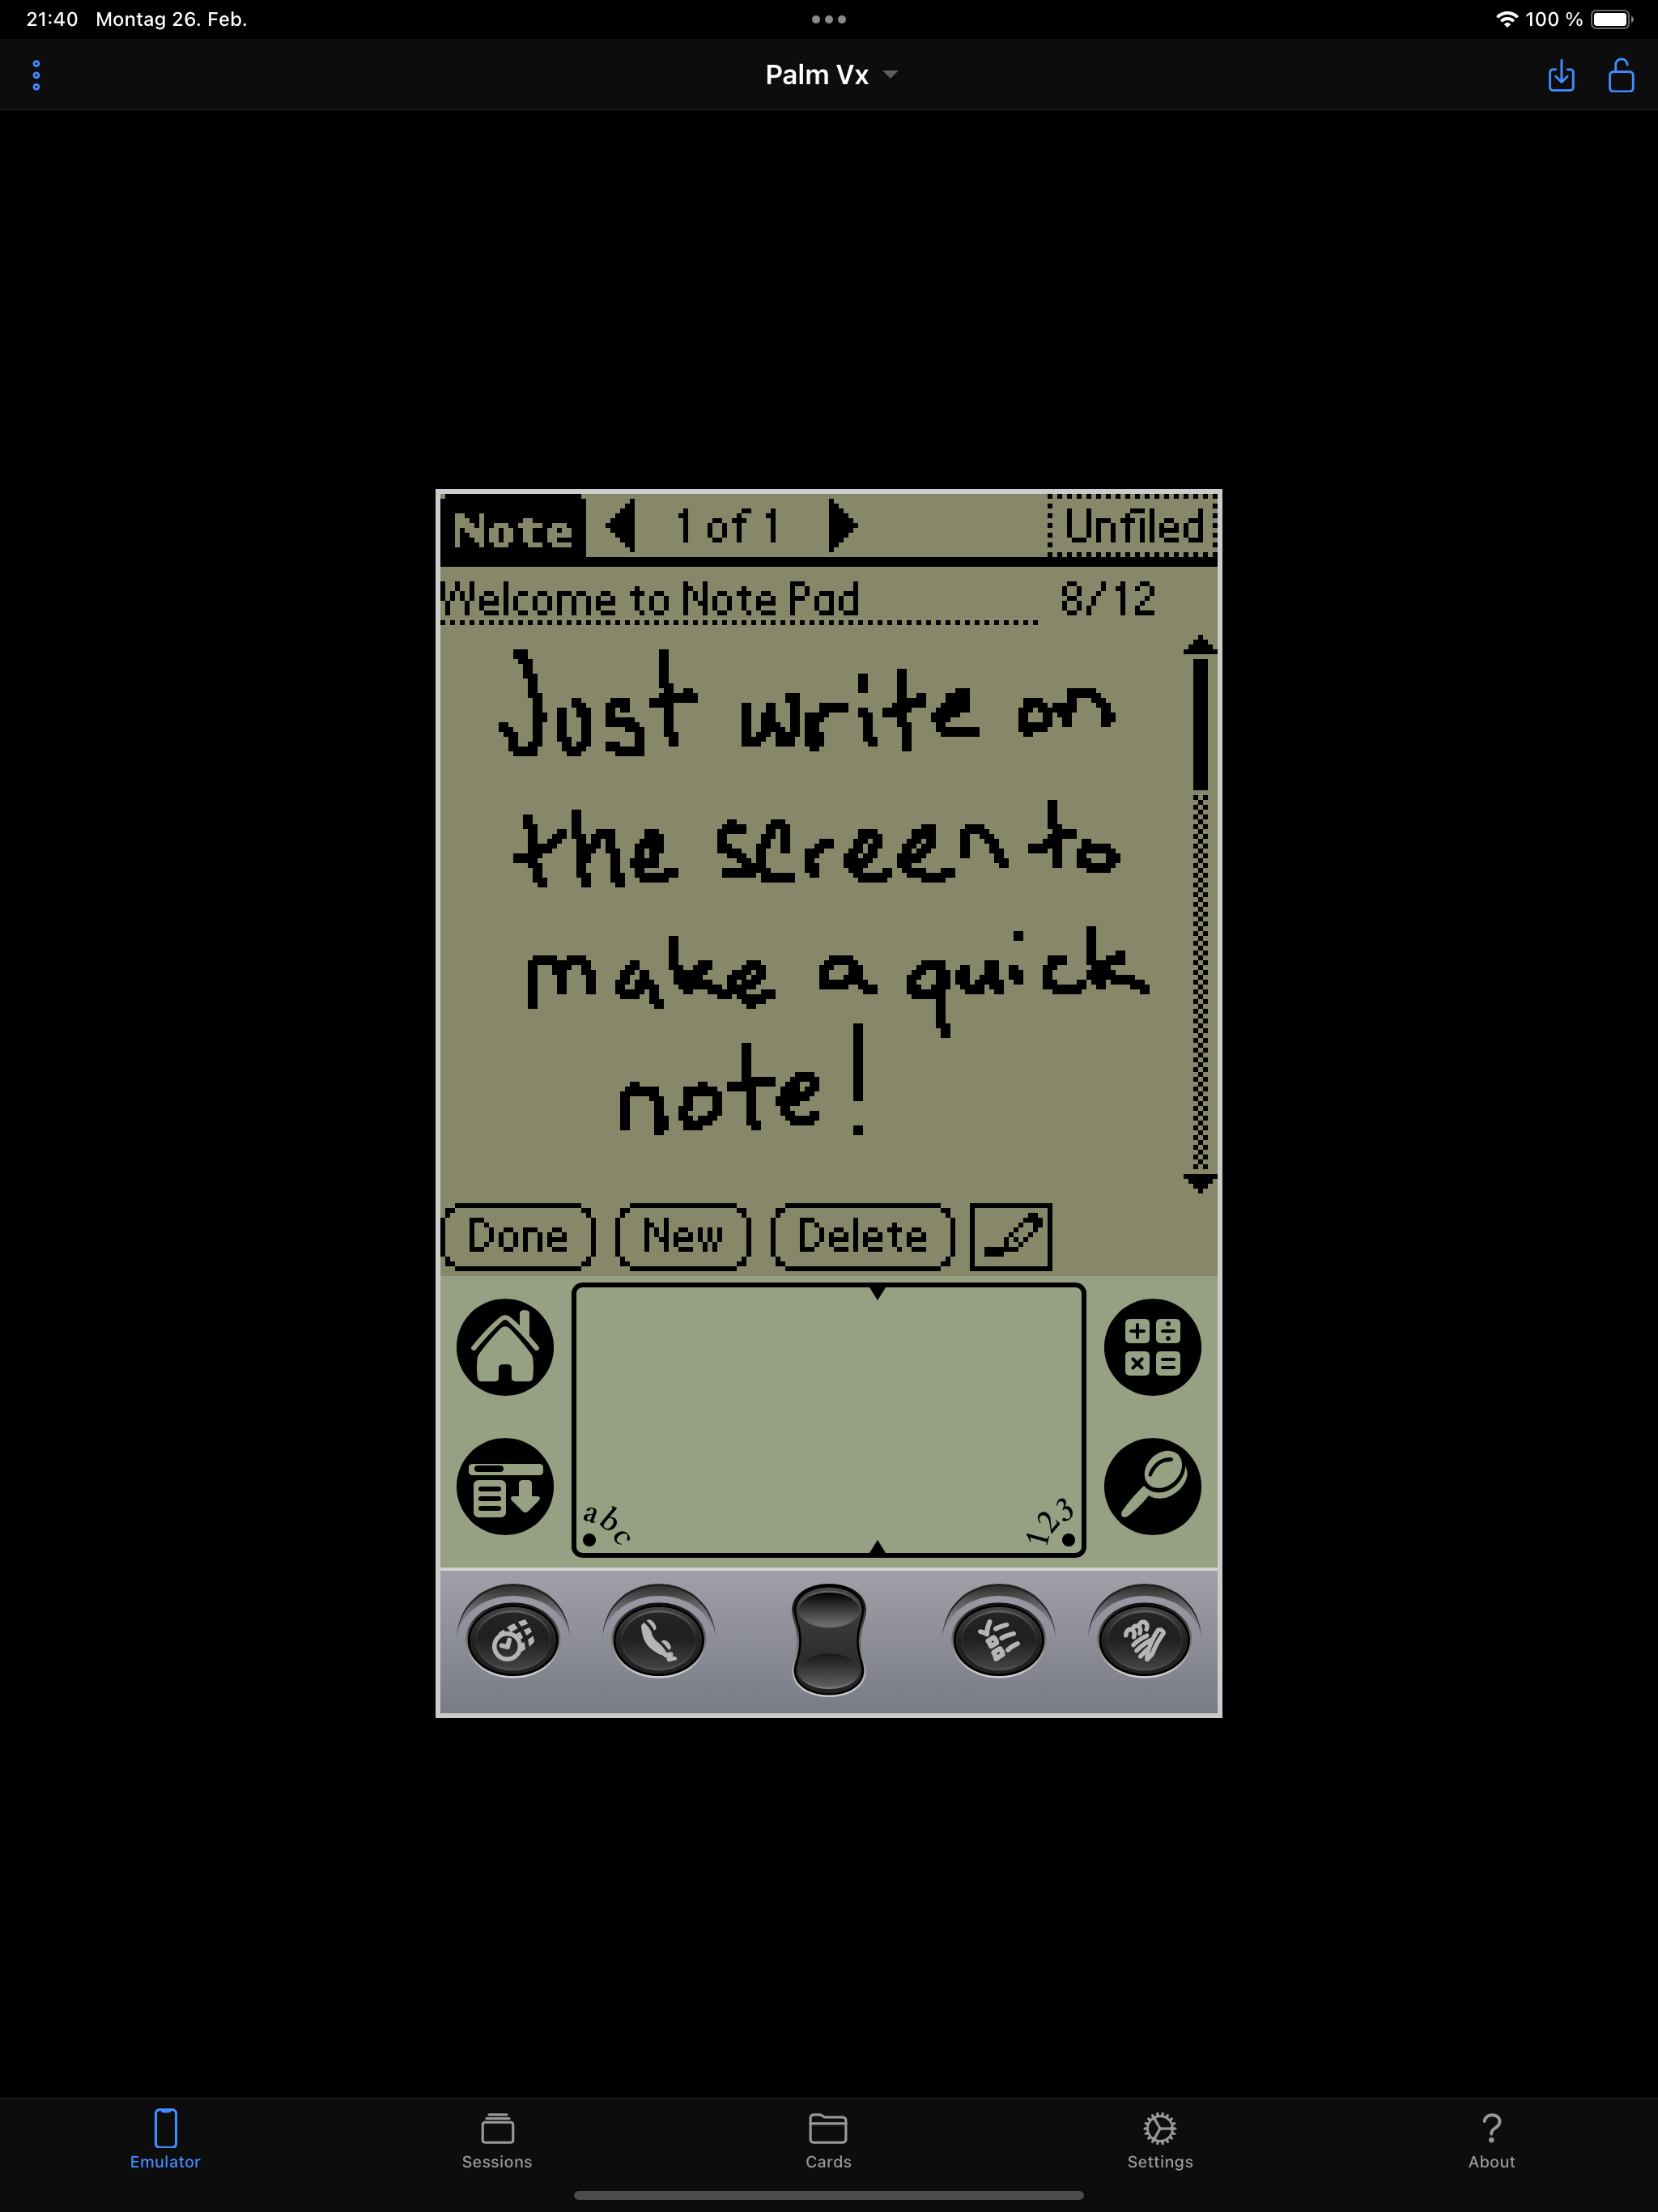 21:40 Montag 26. Feb. 100 %
Palm Vx
Note 1 of 1 Unfiled
Welcome to Note Pad 8/12
Just write on
the screen to
make a quick
note!
Done New Delete
abc 123
Emulator Sessions Cards Settings About